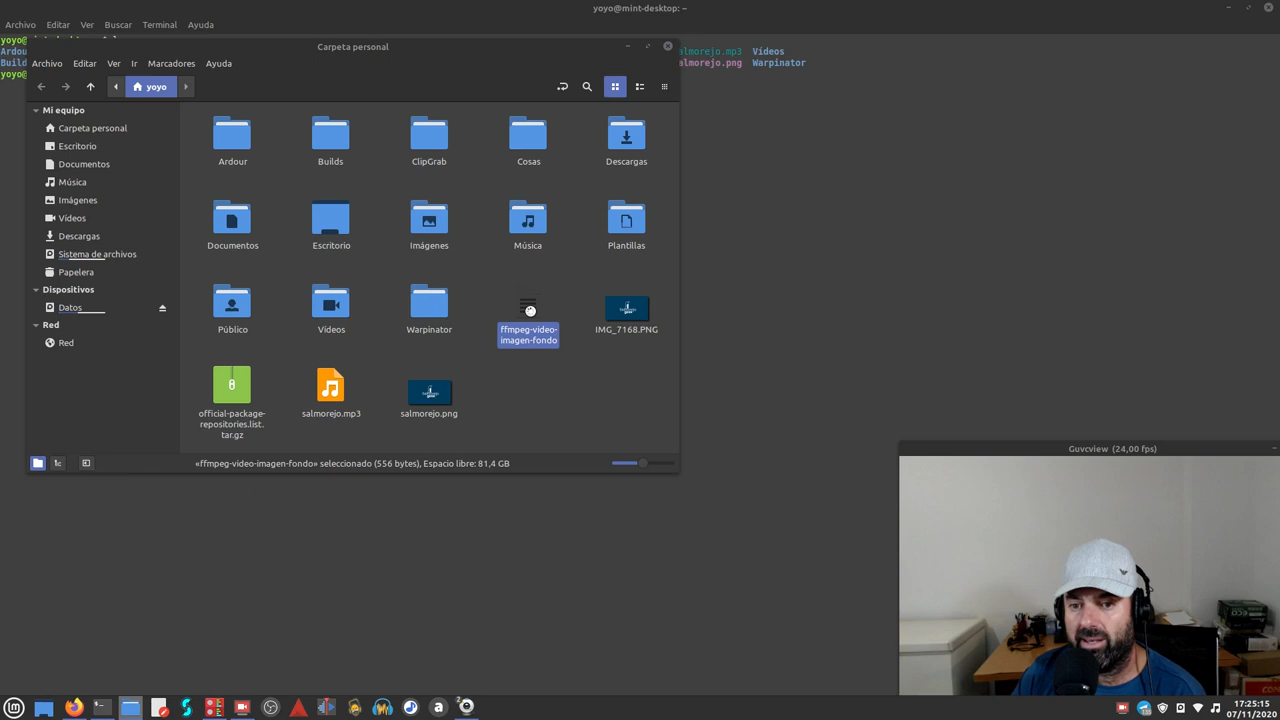 yoyo@mint-desktop: ~
Archivo Editar Ver Buscar Terminal Ayuda
Carpeta personal
salmorejo.mp3 Vídeos
salmorejo.png Warpinator
Archivo Editar Ver Ir Marcadores Ayuda
yoyo
Mi equipo
Carpeta personal
Escritorio
Documentos
Música
Imágenes
Vídeos
Descargas
Sistema de archivos
Papelera
Dispositivos
Datos
Red
Red
Ardour Builds ClipGrab Cosas Descargas
Documentos Escritorio Imágenes Música Plantillas
Público Vídeos Warpinator ffmpeg-video-imagen-fondo IMG_7168.PNG
official-package-repositories.list.tar.gz salmorejo.mp3 salmorejo.png
«ffmpeg-video-imagen-fondo» seleccionado (556 bytes), Espacio libre: 81,4 GB
Guvcview (24,00 fps)
17:25:15
07/11/2020